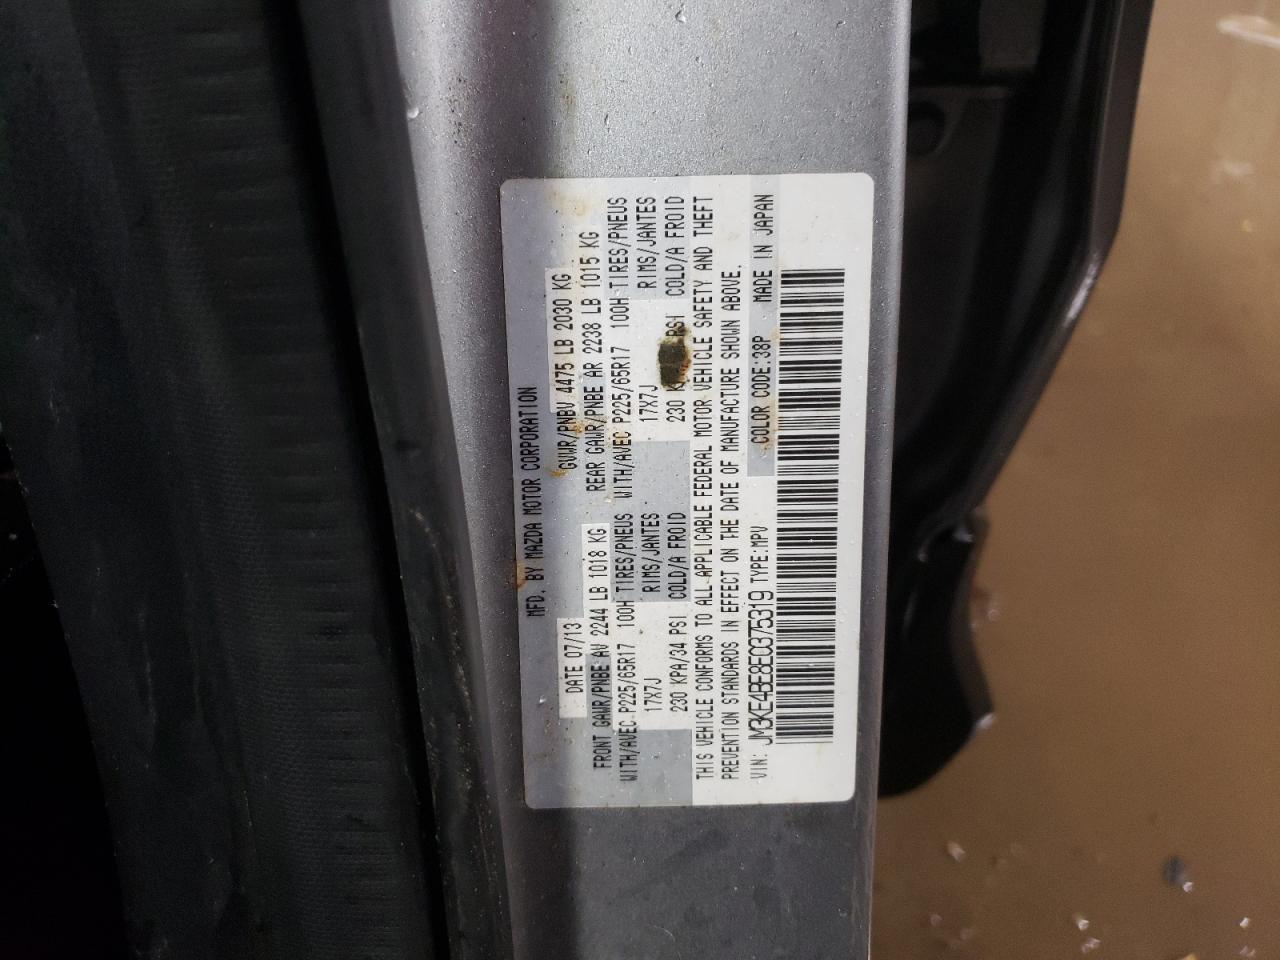 MFD. BY MAZDA MOTOR CORPORATION
DATE 07/13 GVWR/PNBV 4475 LB 2030 KG
FRONT GAWR/PNBE AV 2244 LB 1018 KG REAR GAWR/PNBE AR 2238 LB 1015 KG
WITH/AVEC P225/65R17 100H TIRES/PNEUS WITH/AVEC P225/65R17 100H TIRES/PNEUS
17X7J RIMS/JANTES 17X7J RIMS/JANTES
230 KPA/34 PSI COLD/A FROID 230 PSI COLD/A FROID
THIS VEHICLE CONFORMS TO ALL APPLICABLE FEDERAL MOTOR VEHICLE SAFETY AND THEFT
PREVENTION STANDARDS IN EFFECT ON THE DATE OF MANUFACTURE SHOWN ABOVE.
VIN: JM3KE4BE8E0375319 TYPE:MPV COLOR CODE:38P MADE IN JAPAN